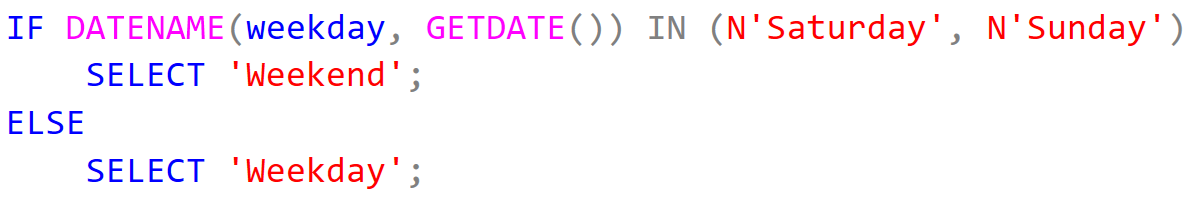 IF DATENAME(weekday, GETDATE()) IN (N'Saturday', N'Sunday')
    SELECT 'Weekend';
ELSE
    SELECT 'Weekday';